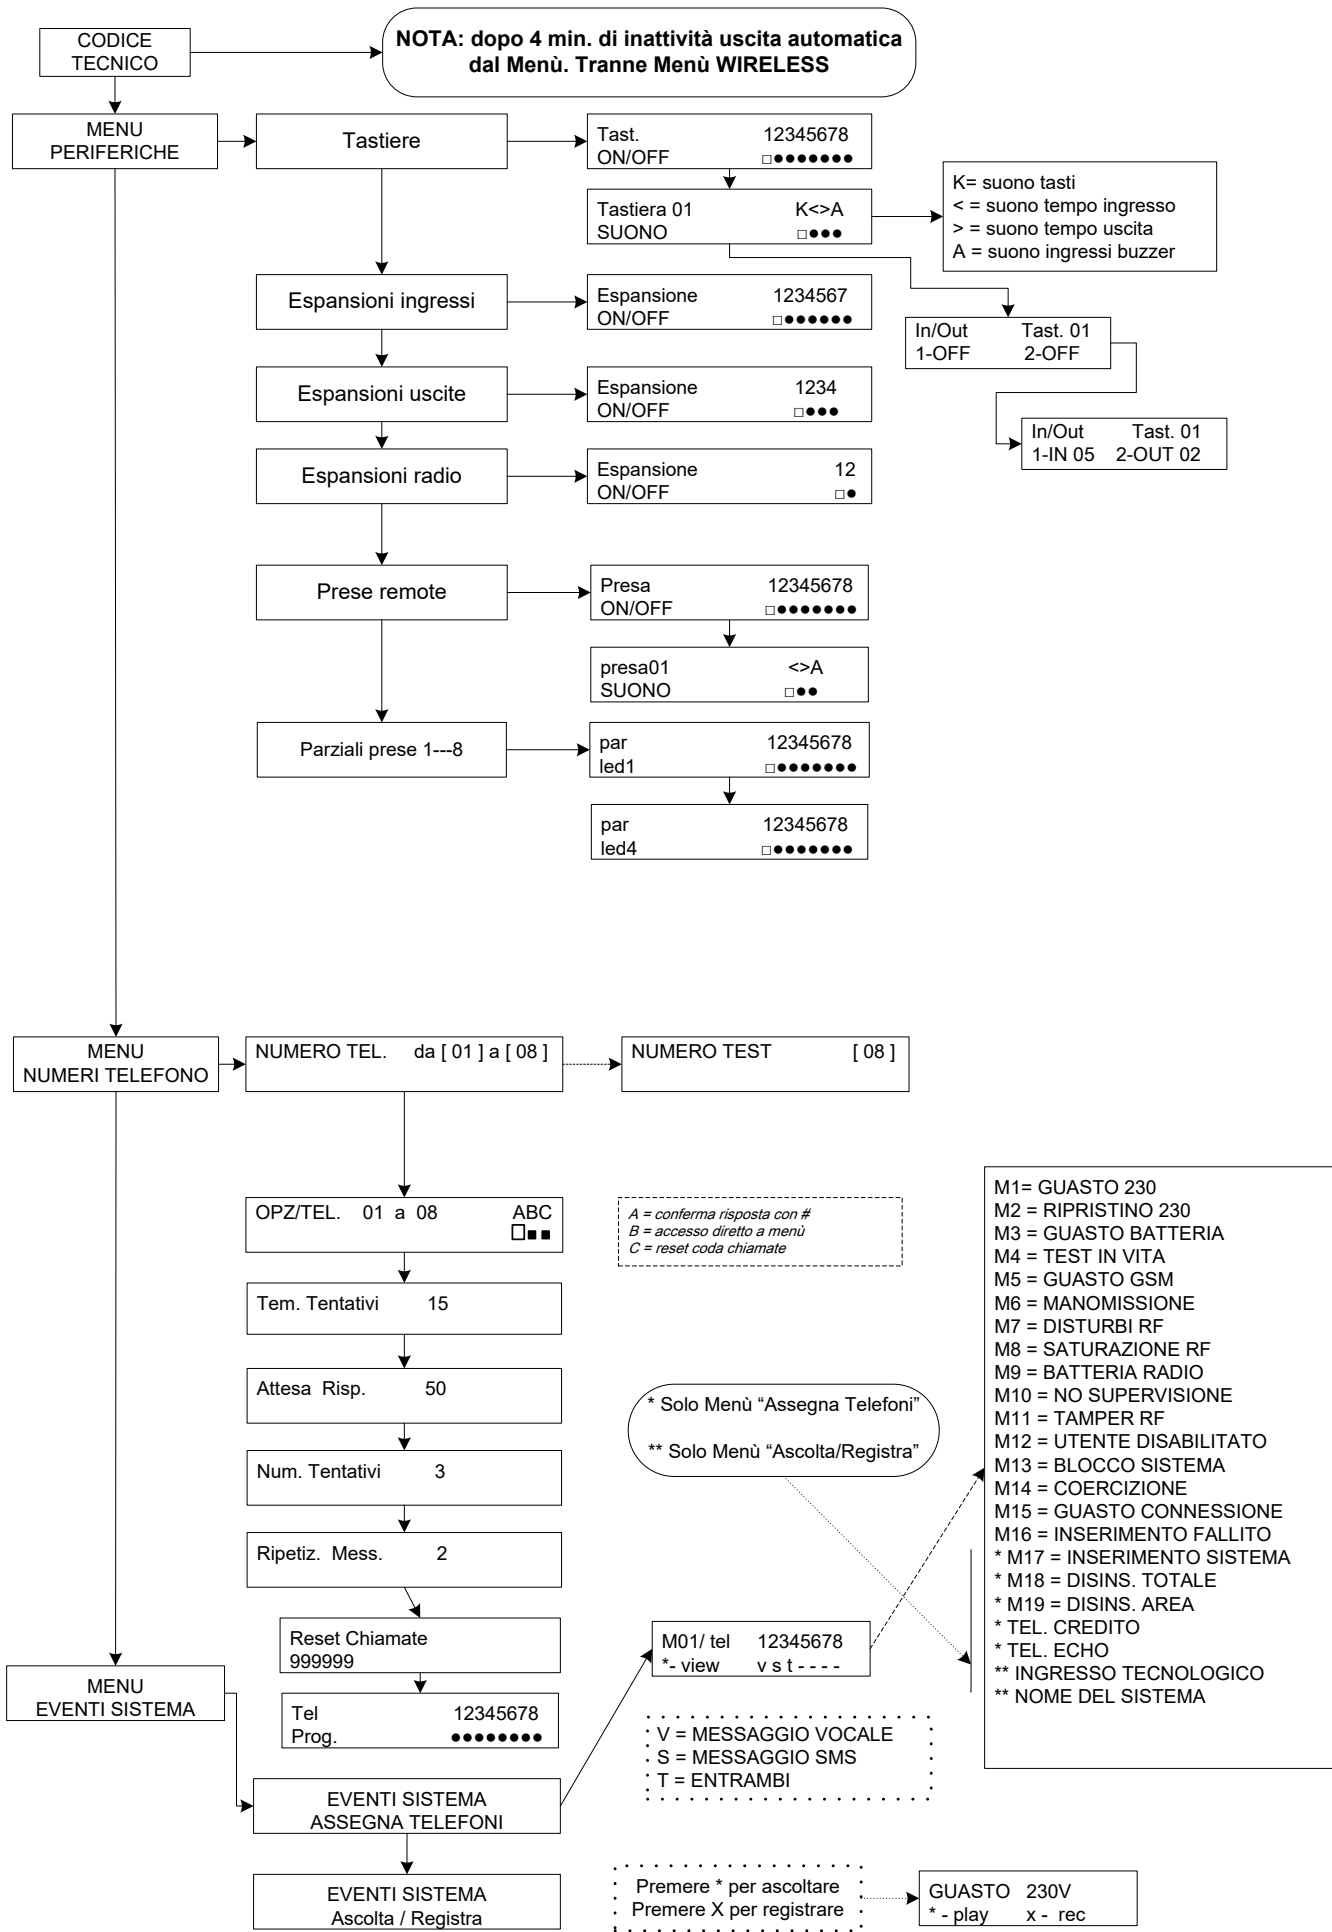 CODICE
TECNICO
NOTA: dopo 4 min. di inattività uscita automatica
dal Menù. Tranne Menù WIRELESS
MENU
PERIFERICHE
Tastiere
Tast. 12345678
ON/OFF □●●●●●●●
Tastiera 01 K<>A
SUONO □●●●
K= suono tasti
< = suono tempo ingresso
> = suono tempo uscita
A = suono ingressi buzzer
Espansioni ingressi
Espansione 1234567
ON/OFF □●●●●●●
In/Out Tast. 01
1-OFF 2-OFF
Espansioni uscite
Espansione 1234
ON/OFF □●●●
In/Out Tast. 01
1-IN 05 2-OUT 02
Espansioni radio
Espansione 12
ON/OFF □●
Prese remote
Presa 12345678
ON/OFF □●●●●●●●
presa01 <>A
SUONO □●●
Parziali prese 1---8
par 12345678
led1 □●●●●●●●
par 12345678
led4 □●●●●●●●
MENU
NUMERI TELEFONO
NUMERO TEL. da [ 01 ] a [ 08 ]
NUMERO TEST [ 08 ]
OPZ/TEL. 01 a 08 ABC
□■■
A = conferma risposta con #
B = accesso diretto a menù
C = reset coda chiamate
Tem. Tentativi 15
Attesa Risp. 50
Num. Tentativi 3
Ripetiz. Mess. 2
Reset Chiamate
999999
Tel 12345678
Prog. ●●●●●●●●
* Solo Menù “Assegna Telefoni”
** Solo Menù “Ascolta/Registra”
M1= GUASTO 230
M2 = RIPRISTINO 230
M3 = GUASTO BATTERIA
M4 = TEST IN VITA
M5 = GUASTO GSM
M6 = MANOMISSIONE
M7 = DISTURBI RF
M8 = SATURAZIONE RF
M9 = BATTERIA RADIO
M10 = NO SUPERVISIONE
M11 = TAMPER RF
M12 = UTENTE DISABILITATO
M13 = BLOCCO SISTEMA
M14 = COERCIZIONE
M15 = GUASTO CONNESSIONE
M16 = INSERIMENTO FALLITO
* M17 = INSERIMENTO SISTEMA
* M18 = DISINS. TOTALE
* M19 = DISINS. AREA
* TEL. CREDITO
* TEL. ECHO
** INGRESSO TECNOLOGICO
** NOME DEL SISTEMA
MENU
EVENTI SISTEMA
M01/ tel 12345678
*- view v s t - - - -
V = MESSAGGIO VOCALE
S = MESSAGGIO SMS
T = ENTRAMBI
EVENTI SISTEMA
ASSEGNA TELEFONI
EVENTI SISTEMA
Ascolta / Registra
Premere * per ascoltare
Premere X per registrare
GUASTO 230V
* - play x - rec